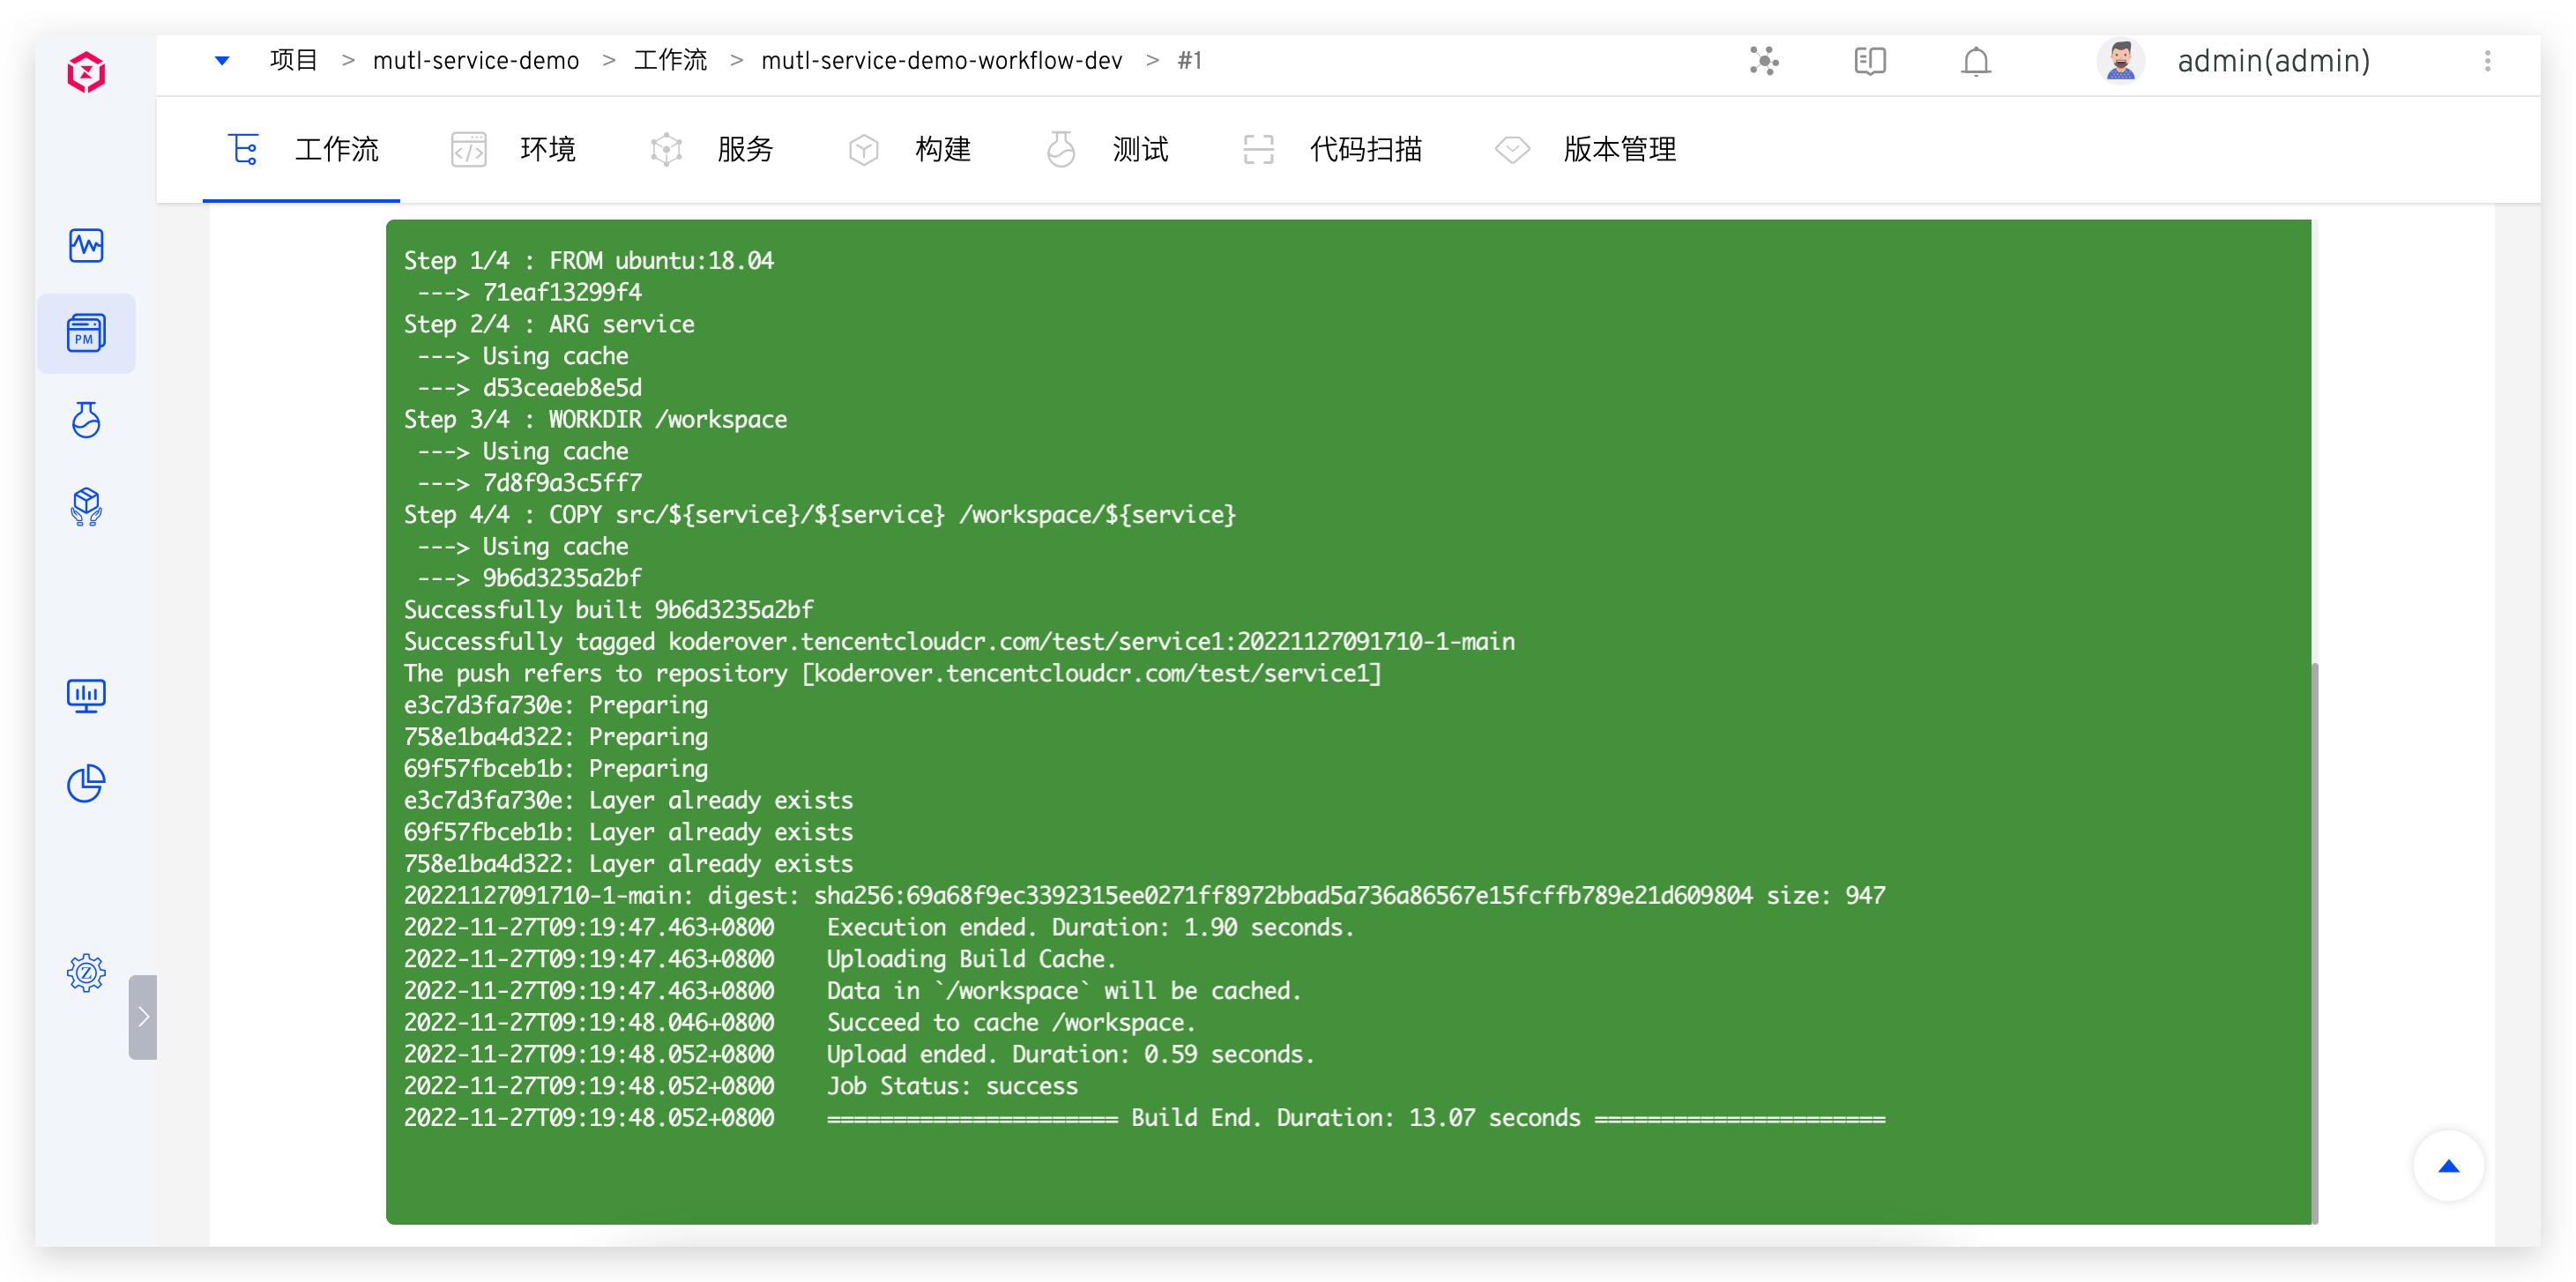 项目 > mutl-service-demo > 工作流 > mutl-service-demo-workflow-dev > #1
admin(admin)
工作流 环境 服务 构建 测试 代码扫描 版本管理
PM
Step 1/4 : FROM ubuntu:18.04
---> 71eaf13299f4
Step 2/4 : ARG service
---> Using cache
---> d53ceaeb8e5d
Step 3/4 : WORKDIR /workspace
---> Using cache
---> 7d8f9a3c5ff7
Step 4/4 : COPY src/${service}/${service} /workspace/${service}
---> Using cache
---> 9b6d3235a2bf
Successfully built 9b6d3235a2bf
Successfully tagged koderover.tencentcloudcr.com/test/service1:20221127091710-1-main
The push refers to repository [koderover.tencentcloudcr.com/test/service1]
e3c7d3fa730e: Preparing
758e1ba4d322: Preparing
69f57fbceb1b: Preparing
e3c7d3fa730e: Layer already exists
69f57fbceb1b: Layer already exists
758e1ba4d322: Layer already exists
20221127091710-1-main: digest: sha256:69a68f9ec3392315ee0271ff8972bbad5a736a86567e15fcffb789e21d609804 size: 947
2022-11-27T09:19:47.463+0800 Execution ended. Duration: 1.90 seconds.
2022-11-27T09:19:47.463+0800 Uploading Build Cache.
2022-11-27T09:19:47.463+0800 Data in `/workspace` will be cached.
2022-11-27T09:19:48.046+0800 Succeed to cache /workspace.
2022-11-27T09:19:48.052+0800 Upload ended. Duration: 0.59 seconds.
2022-11-27T09:19:48.052+0800 Job Status: success
2022-11-27T09:19:48.052+0800 ====================== Build End. Duration: 13.07 seconds ======================